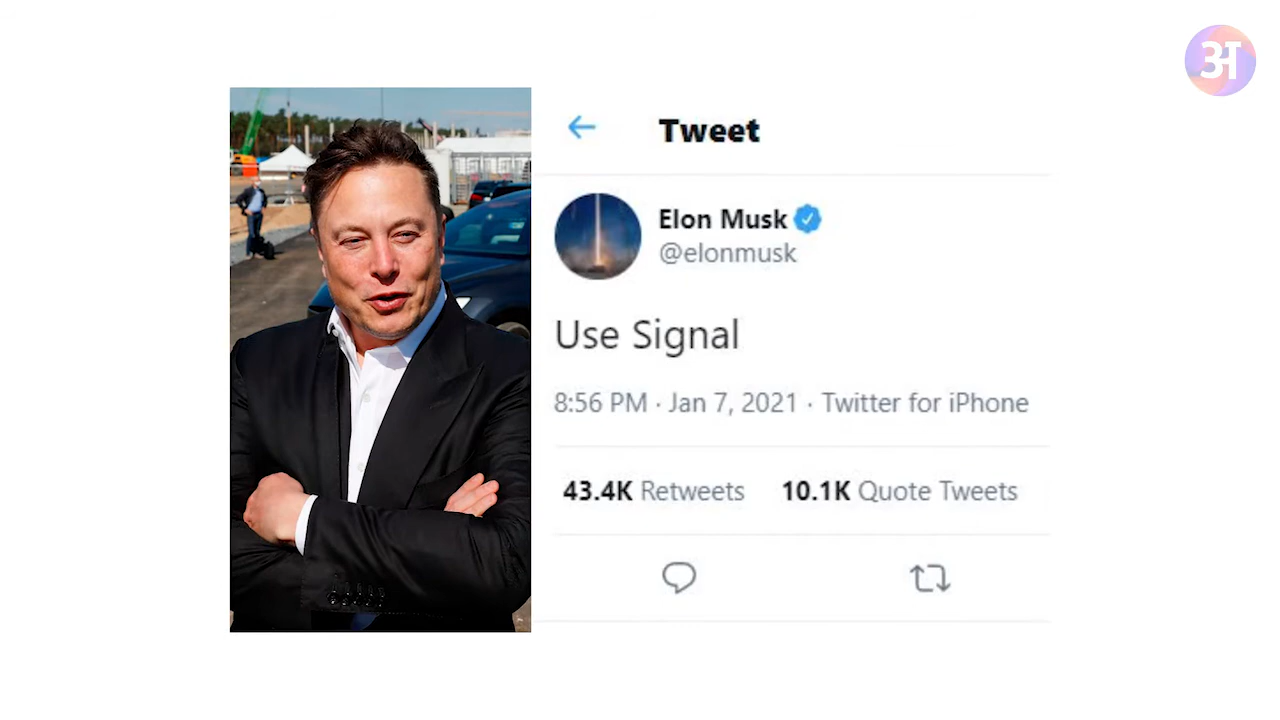 अ
Tweet
Elon Musk
@elonmusk
Use Signal
8:56 PM · Jan 7, 2021 · Twitter for iPhone
43.4K Retweets 10.1K Quote Tweets